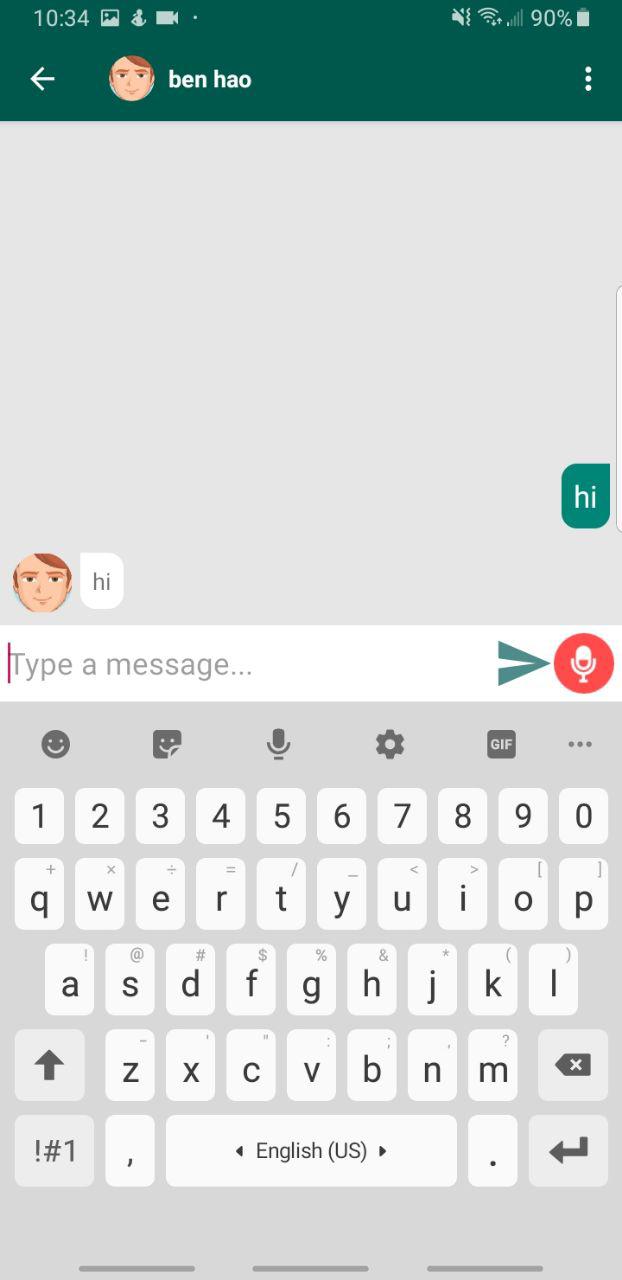 10:34 90%
ben hao
hi
hi
Type a message...
GIF
1 2 3 4 5 6 7 8 9 0
+ × ÷ = / _ < > [ ]
q w e r t y u i o p
! @ # $ % & * ( )
a s d f g h j k l
- ' " : ; , ?
z x c v b n m
!#1 , English (US) .